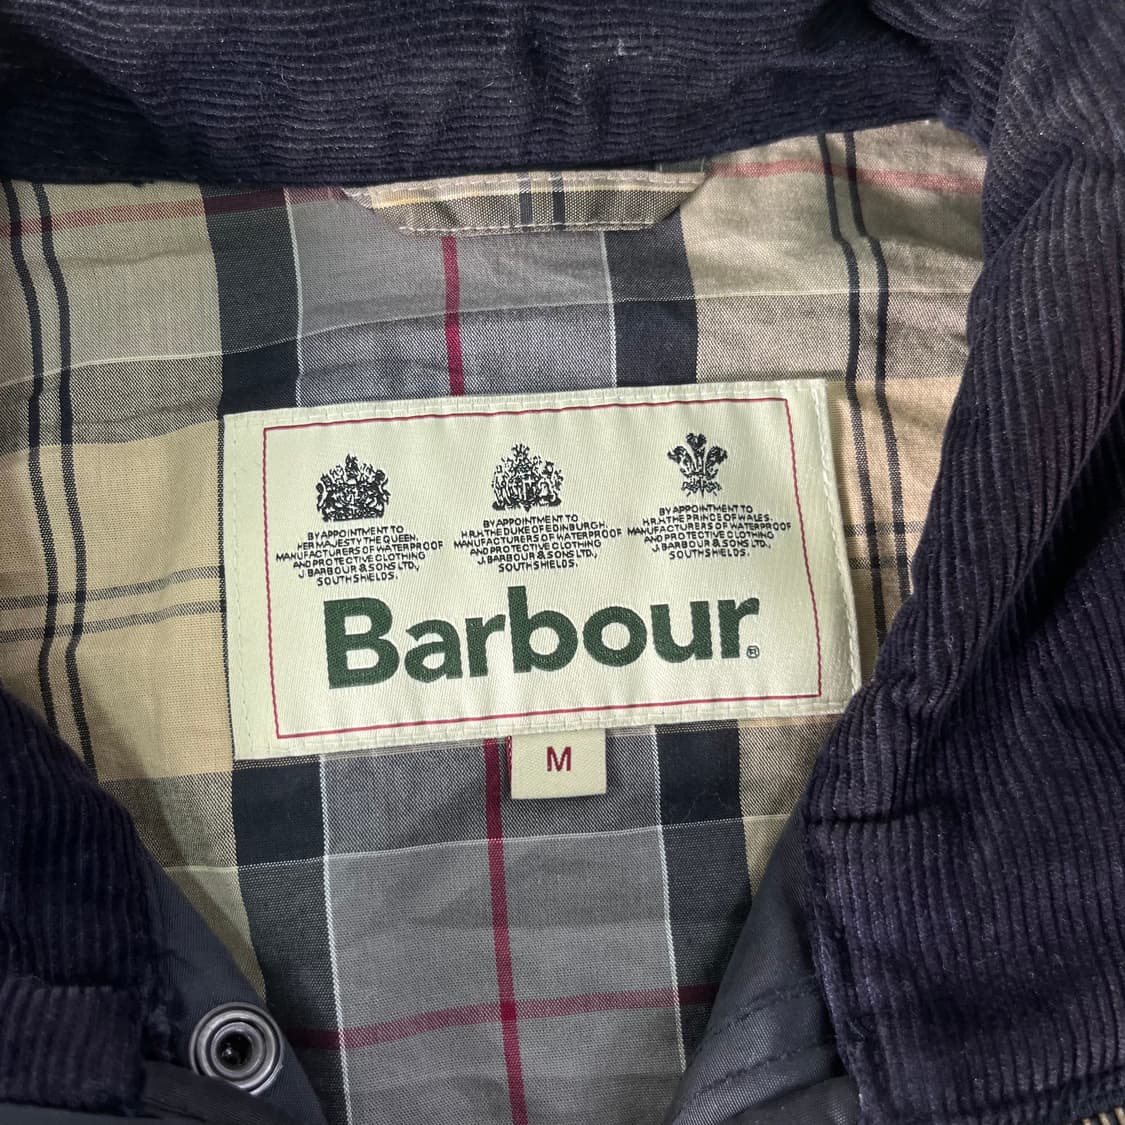 BY APPOINTMENT TO
HER MAJESTY THE QUEEN,
MANUFACTURERS OF WATERPROOF
AND PROTECTIVE CLOTHING
J. BARBOUR & SONS LTD.,
SOUTH SHIELDS.
BY APPOINTMENT TO
H.R.H. THE DUKE OF EDINBURGH,
MANUFACTURERS OF WATERPROOF
AND PROTECTIVE CLOTHING
J. BARBOUR & SONS LTD.,
SOUTH SHIELDS.
BY APPOINTMENT TO
H.R.H. THE PRINCE OF WALES.
MANUFACTURERS OF WATERPROOF
AND PROTECTIVE CLOTHING
J. BARBOUR & SONS LTD.,
SOUTH SHIELDS.
Barbour®
M